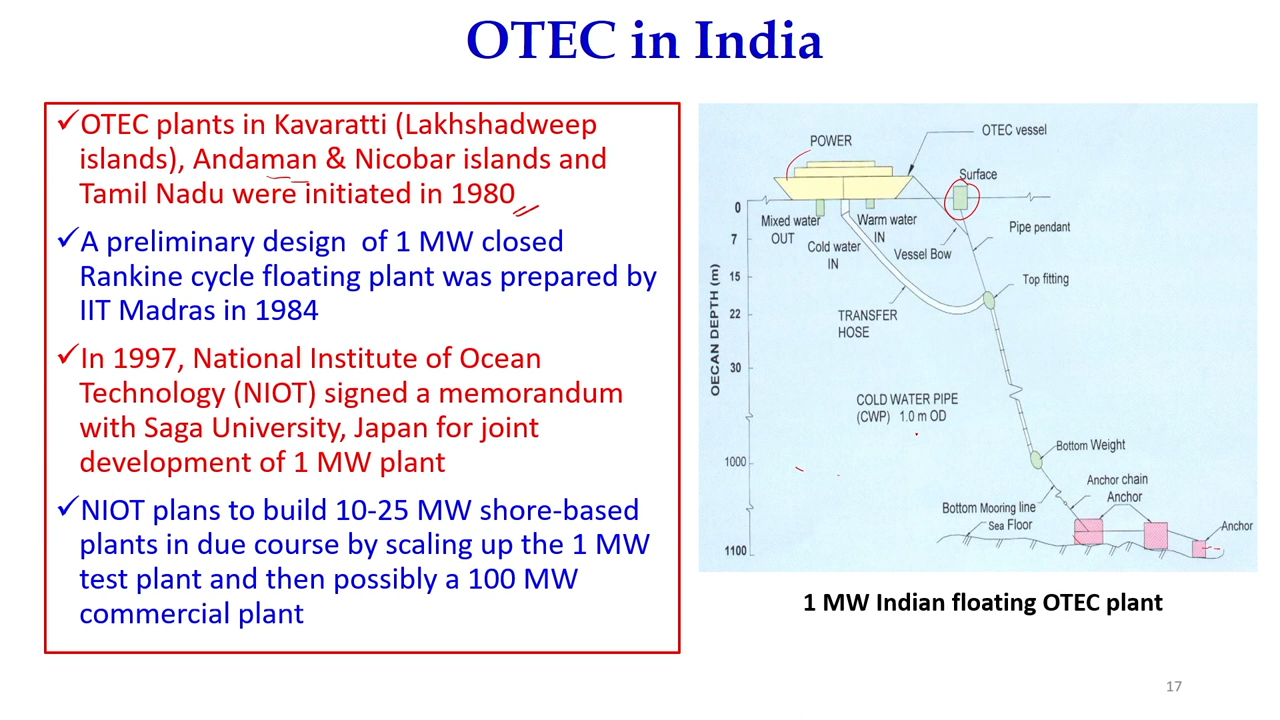 OTEC in India
✓OTEC plants in Kavaratti (Lakhshadweep
islands), Andaman & Nicobar islands and
Tamil Nadu were initiated in 1980
✓A preliminary design of 1 MW closed
Rankine cycle floating plant was prepared by
IIT Madras in 1984
✓In 1997, National Institute of Ocean
Technology (NIOT) signed a memorandum
with Saga University, Japan for joint
development of 1 MW plant
✓NIOT plans to build 10-25 MW shore-based
plants in due course by scaling up the 1 MW
test plant and then possibly a 100 MW
commercial plant
OTEC vessel
POWER
Surface
0
Mixed water
OUT
Warm water
IN
Cold water
IN
Pipe pendant
7
Vessel Bow
15
Top fitting
22
TRANSFER
HOSE
OECAN DEPTH (m)
30
COLD WATER PIPE
(CWP) 1.0 m OD
Bottom Weight
1000
Anchor chain
Anchor
Bottom Mooring line
Sea Floor
Anchor
1100
1 MW Indian floating OTEC plant
17